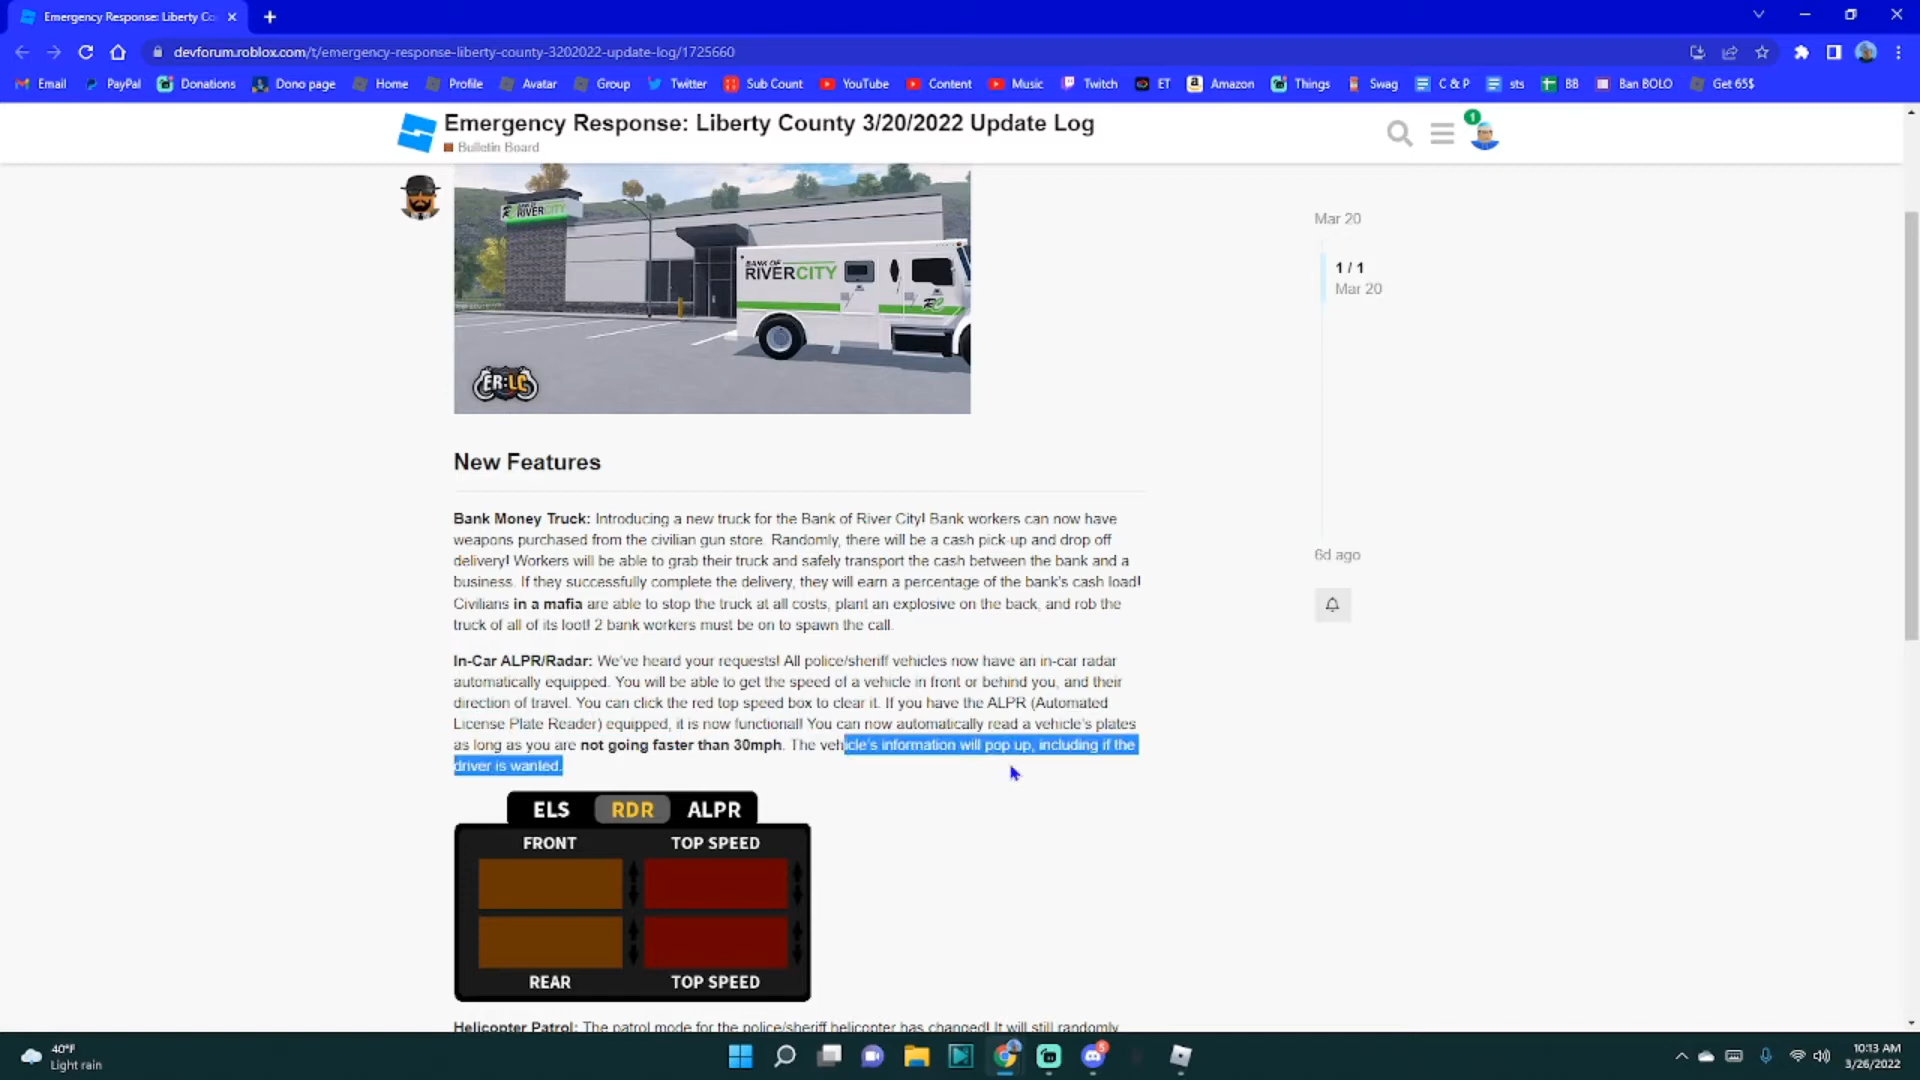 Emergency Response: Liberty Co
devforum.roblox.com/t/emergency-response-liberty-county-3202022-update-log/1725660
Email PayPal Donations Dono page Home Profile Avatar Group Twitter Sub Count YouTube Content Music Twitch ET Amazon Things Swag C & P sts BB Ban BOLO Get 65$
Emergency Response: Liberty County 3/20/2022 Update Log
1
Bulletin Board
BANK OF
RIVERCITY
BANK OF
RIVERCITY
RC
ER:LC
Mar 20
1 / 1
Mar 20
6d ago
New Features
Bank Money Truck: Introducing a new truck for the Bank of River City! Bank workers can now have
weapons purchased from the civilian gun store. Randomly, there will be a cash pick-up and drop off
delivery! Workers will be able to grab their truck and safely transport the cash between the bank and a
business. If they successfully complete the delivery, they will earn a percentage of the bank's cash load!
Civilians in a mafia are able to stop the truck at all costs, plant an explosive on the back, and rob the
truck of all of its loot! 2 bank workers must be on to spawn the call.
In-Car ALPR/Radar: We've heard your requests! All police/sheriff vehicles now have an in-car radar
automatically equipped. You will be able to get the speed of a vehicle in front or behind you, and their
direction of travel. You can click the red top speed box to clear it. If you have the ALPR (Automated
License Plate Reader) equipped, it is now functional! You can now automatically read a vehicle's plates
as long as you are not going faster than 30mph. The vehicle's information will pop up, including if the
driver is wanted.
ELS RDR ALPR
FRONT TOP SPEED
REAR TOP SPEED
Helicopter Patrol: The patrol mode for the police/sheriff helicopter has changed! It will still randomly
40°F
Light rain
5
10:13 AM
3/26/2022